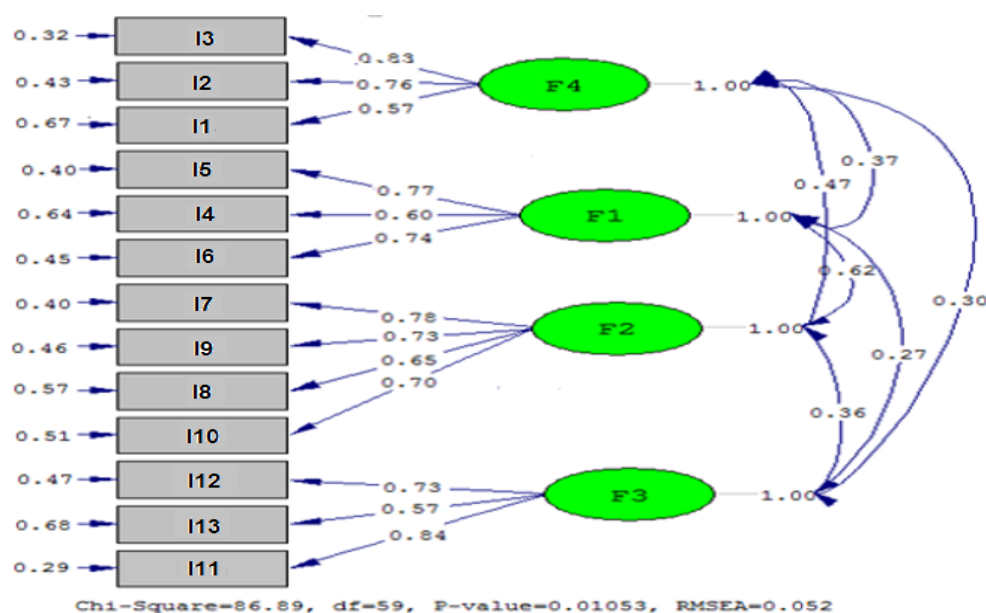 0.32 I3
0.83
0.43 I2 0.76 F4 1.00
0.57
0.67 I1
0.40 I5 0.37
0.77 0.47
0.64 I4 0.60 F1 1.00
0.74
0.45 I6
0.62
0.40 I7 0.30
0.78
0.73 F2 1.00
0.46 I9 0.27
0.65
0.57 I8 0.70
0.36
0.51 I10
0.47 I12 0.73
0.57 F3 1.00
0.68 I13
0.84
0.29 I11
Chi-Square=86.89, df=59, P-value=0.01053, RMSEA=0.052